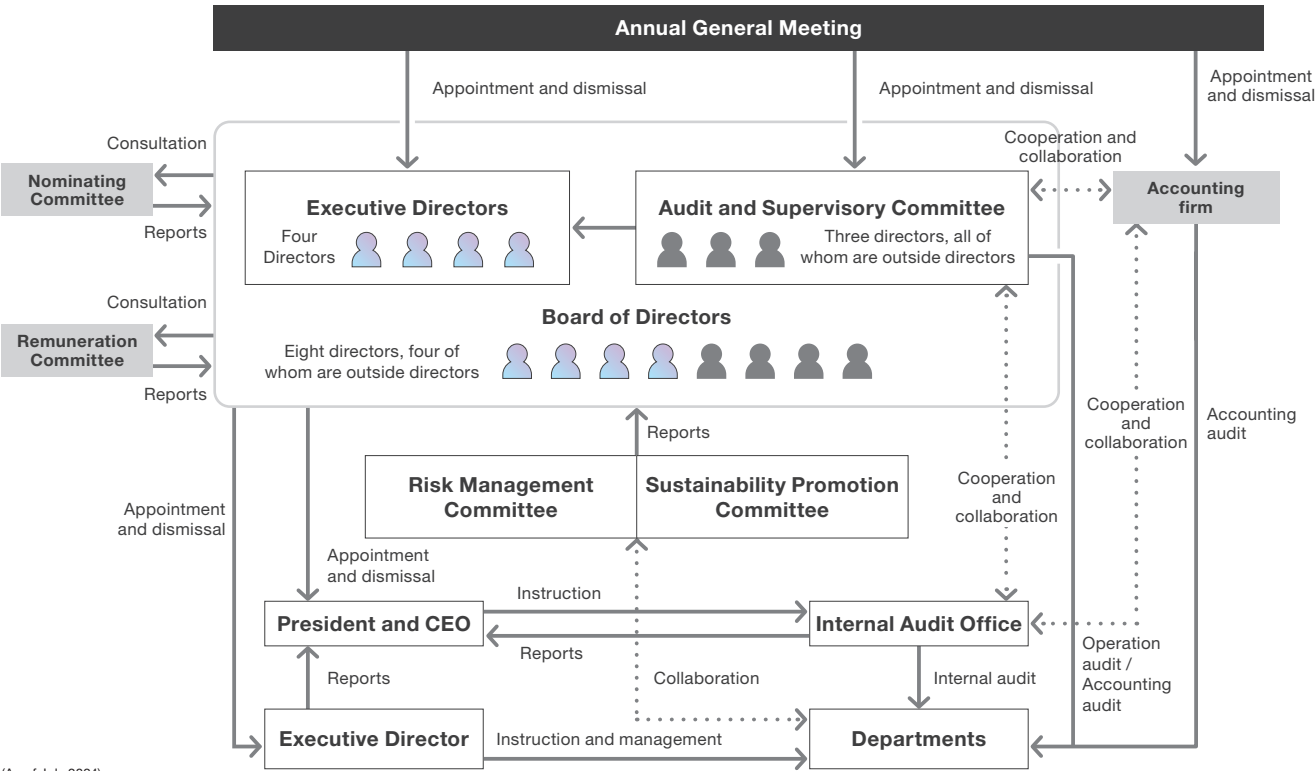 Annual General Meeting
Appointment and dismissal
Appointment and dismissal
Appointment
and dismissal
Consultation
Nominating
Committee
Reports
Cooperation and
collaboration
Accounting
firm
Executive Directors
Four
Directors
Audit and Supervisory Committee
Three directors, all of
whom are outside directors
Consultation
Remuneration
Committee
Reports
Board of Directors
Eight directors, four of
whom are outside directors
Reports
Risk Management
Committee
Sustainability Promotion
Committee
Cooperation
and
collaboration
Cooperation
and
collaboration
Accounting
audit
Appointment
and dismissal
Appointment
and dismissal
President and CEO
Instruction
Reports
Internal Audit Office
Reports
Collaboration
Internal audit
Operation
audit /
Accounting
audit
Executive Director
Instruction and management
Departments